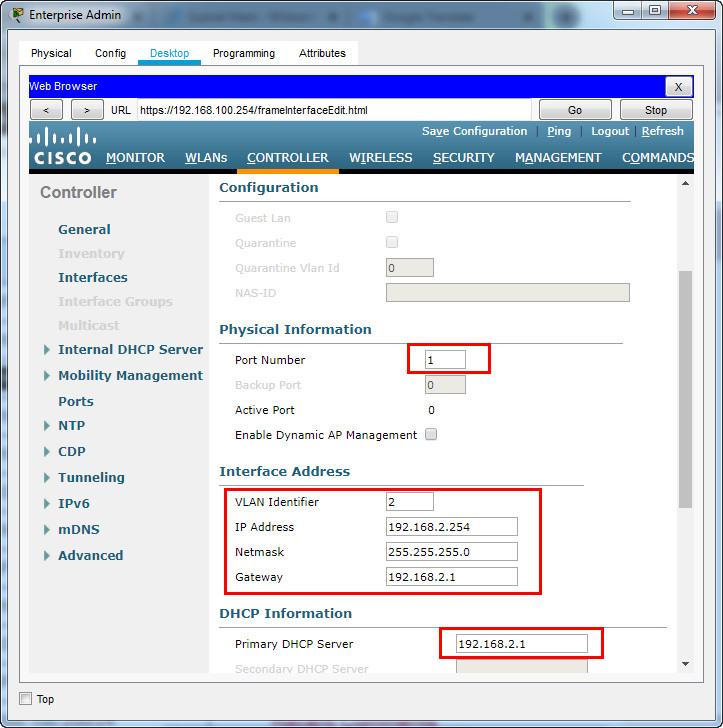 Enterprise Admin
Physical Config Desktop Programming Attributes
Web Browser X
< > URL https://192.168.100.254/frameInterfaceEdit.html Go Stop
Save Configuration | Ping | Logout | Refresh
CISCO MONITOR WLANs CONTROLLER WIRELESS SECURITY MANAGEMENT COMMANDS
Controller
General
Inventory
Interfaces
Interface Groups
Multicast
Internal DHCP Server
Mobility Management
Ports
NTP
CDP
Tunneling
IPv6
mDNS
Advanced
Configuration
Guest Lan
Quarantine
Quarantine Vlan Id 0
NAS-ID
Physical Information
Port Number 1
Backup Port 0
Active Port 0
Enable Dynamic AP Management
Interface Address
VLAN Identifier 2
IP Address 192.168.2.254
Netmask 255.255.255.0
Gateway 192.168.2.1
DHCP Information
Primary DHCP Server 192.168.2.1
Secondary DHCP Server
Top